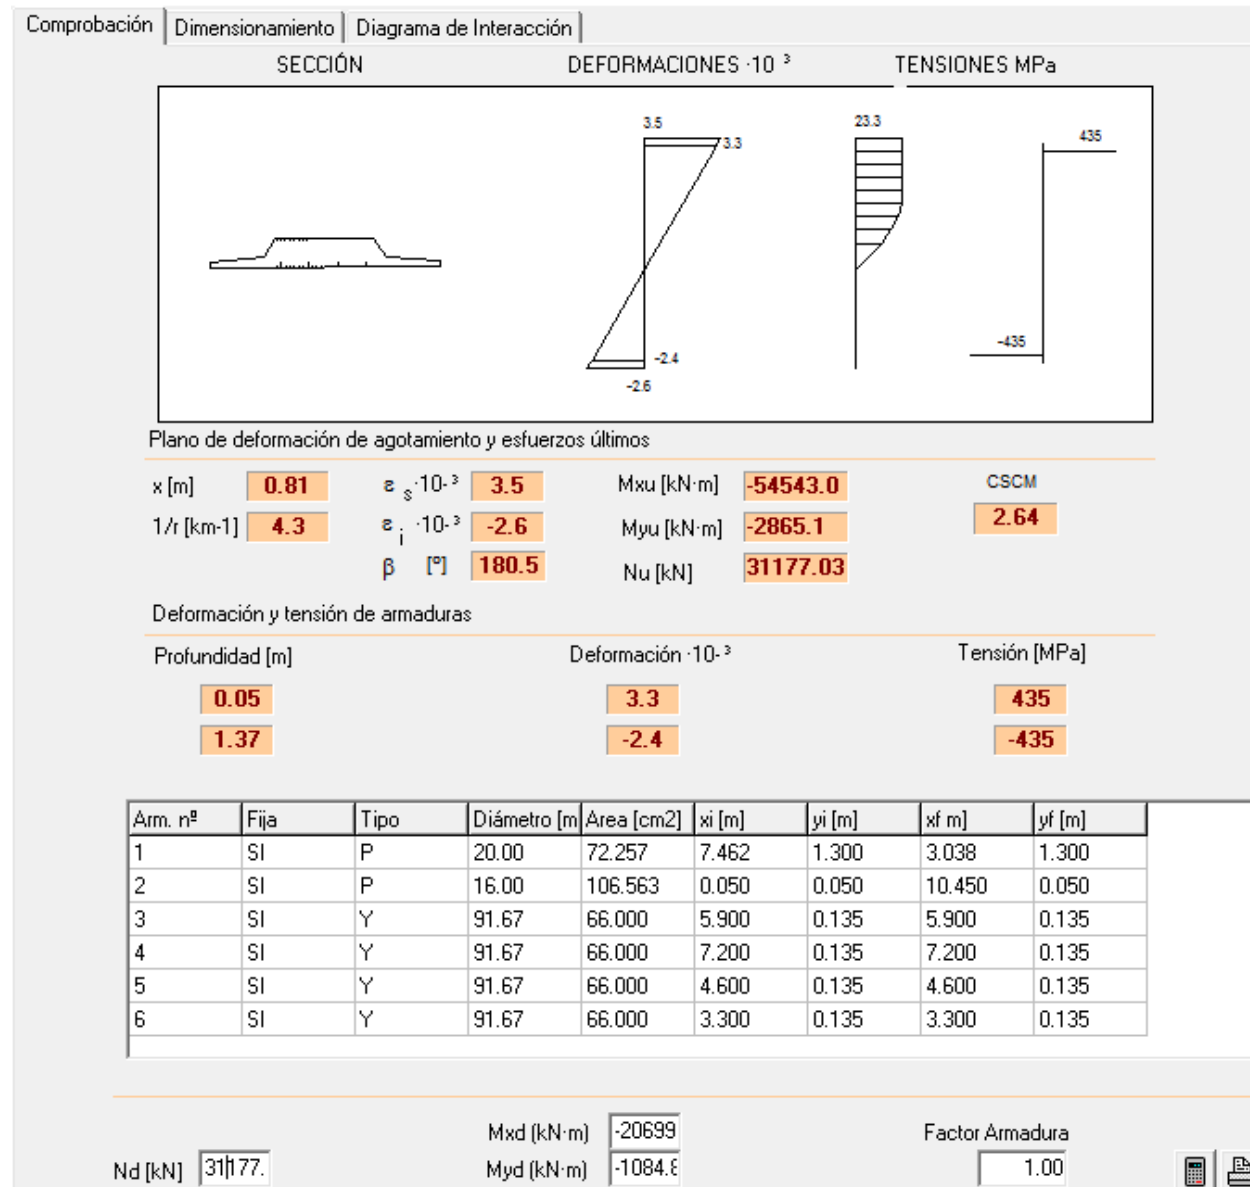 Comprobación Dimensionamiento Diagrama de Interacción
SECCIÓN DEFORMACIONES ·10 ³ TENSIONES MPa
3.5 23.3 435
3.3
-435
-2.4
-2.6
Plano de deformación de agotamiento y esfuerzos últimos
x [m] 0.81 ε s ·10-³ 3.5 Mxu [kN·m] -54543.0 CSCM
1/r [km-1] 4.3 ε i ·10-³ -2.6 Myu [kN·m] -2865.1 2.64
β [º] 180.5 Nu [kN] 31177.03
Deformación y tensión de armaduras
Profundidad [m] Deformación ·10-³ Tensión [MPa]
0.05 3.3 435
1.37 -2.4 -435
Arm. nº Fija Tipo Diámetro [m Area [cm2] xi [m] yi [m] xf m] yf [m]
1 SI P 20.00 72.257 7.462 1.300 3.038 1.300
2 SI P 16.00 106.563 0.050 0.050 10.450 0.050
3 SI Y 91.67 66.000 5.900 0.135 5.900 0.135
4 SI Y 91.67 66.000 7.200 0.135 7.200 0.135
5 SI Y 91.67 66.000 4.600 0.135 4.600 0.135
6 SI Y 91.67 66.000 3.300 0.135 3.300 0.135
Mxd (kN·m) -20699 Factor Armadura
Nd [kN] 31177. Myd (kN·m) -1084.8 1.00